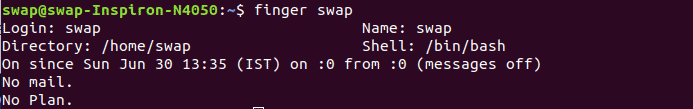 swap@swap-Inspiron-N4050:~$ finger swap
Login: swap Name: swap
Directory: /home/swap Shell: /bin/bash
On since Sun Jun 30 13:35 (IST) on :0 from :0 (messages off)
No mail.
No Plan.